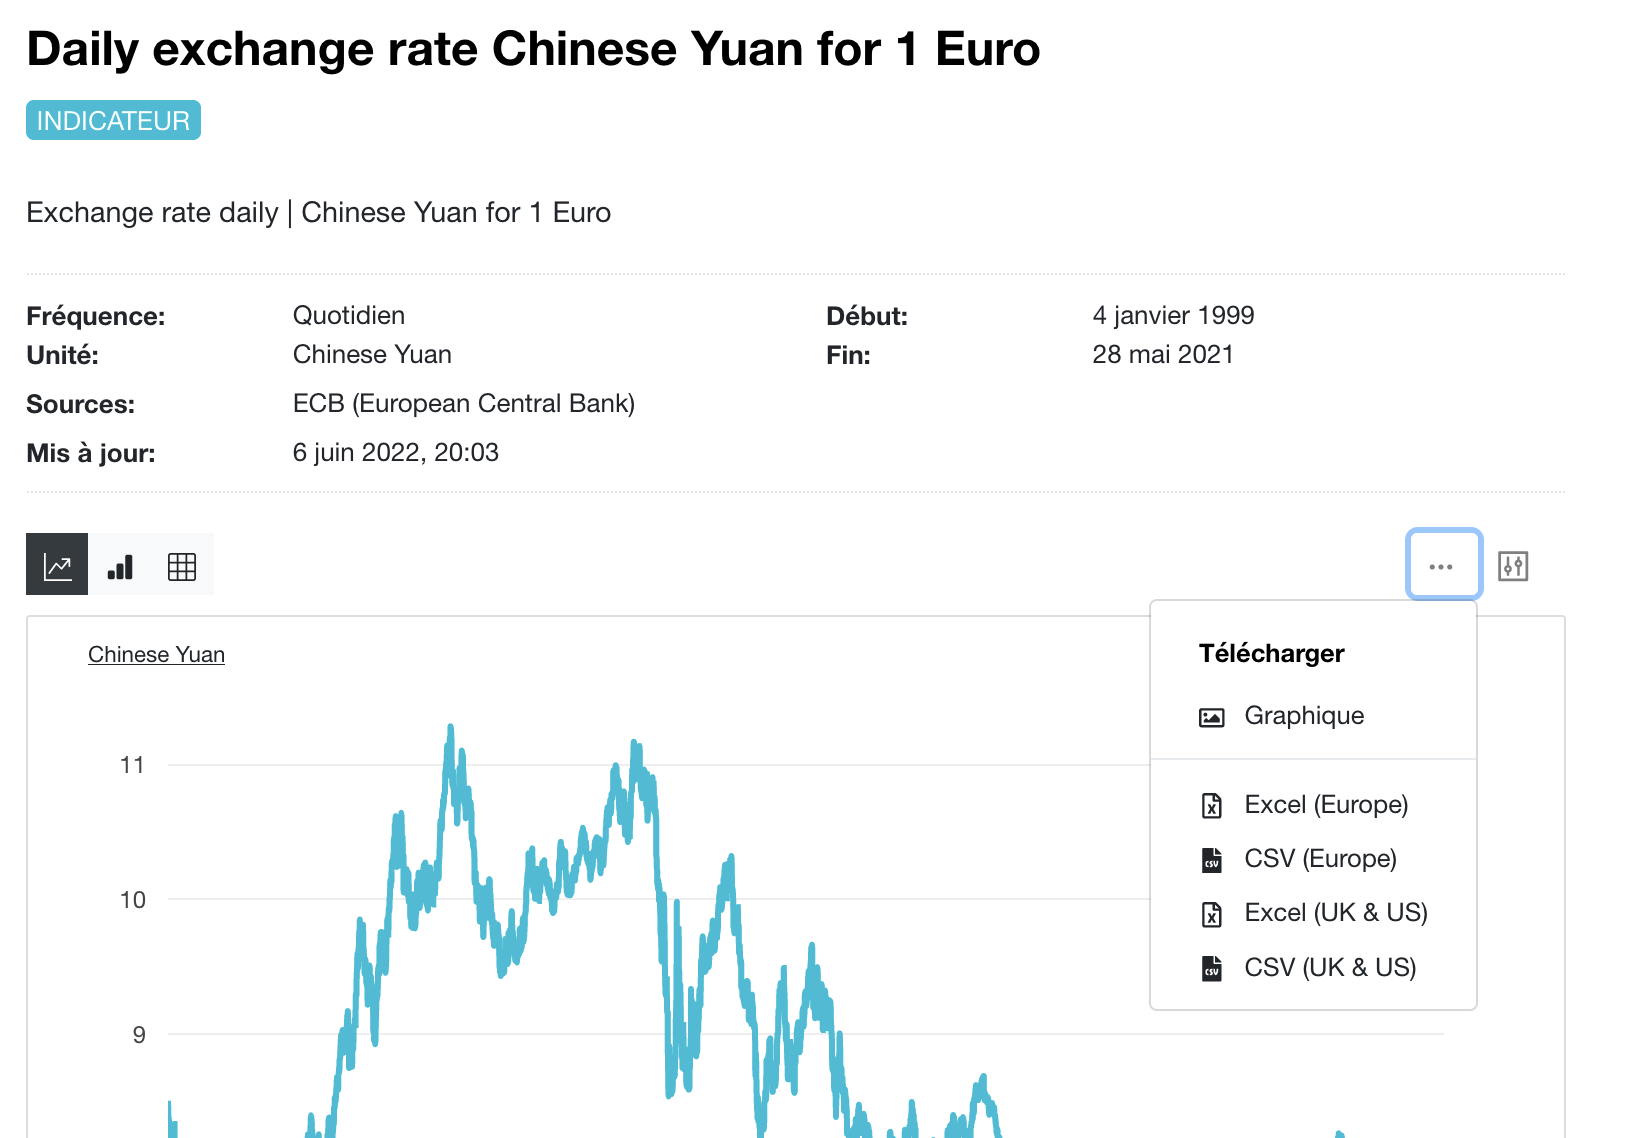 Daily exchange rate Chinese Yuan for 1 Euro
INDICATEUR
Exchange rate daily | Chinese Yuan for 1 Euro
Fréquence: Quotidien Début: 4 janvier 1999
Unité: Chinese Yuan Fin: 28 mai 2021
Sources: ECB (European Central Bank)
Mis à jour: 6 juin 2022, 20:03
Chinese Yuan
11
10
9
Télécharger
Graphique
Excel (Europe)
CSV CSV (Europe)
Excel (UK & US)
CSV CSV (UK & US)